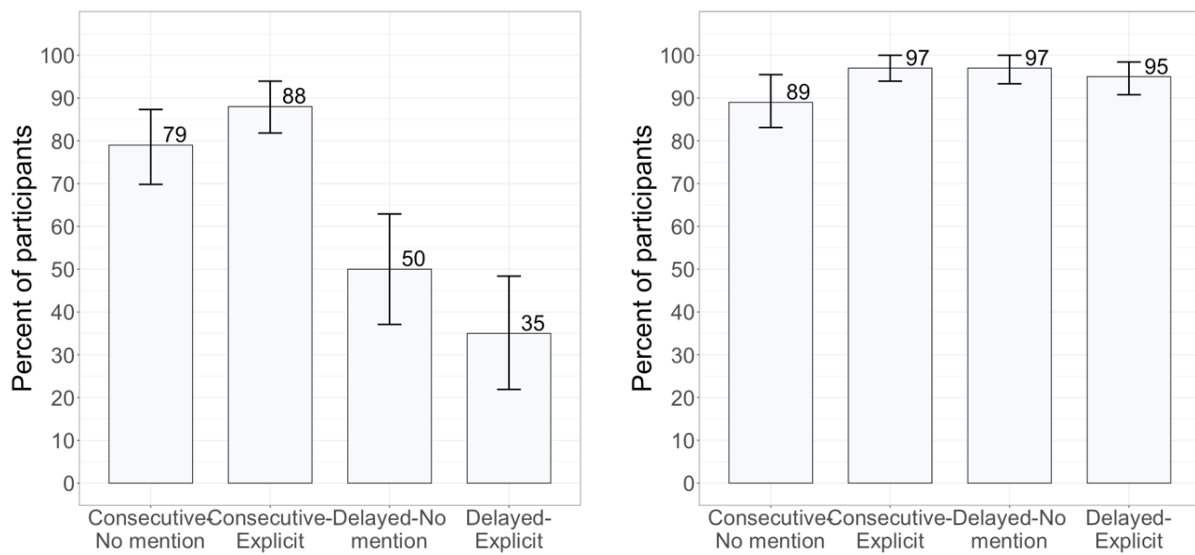 Percent of participants
100
90
80
70
60
50
40
30
20
10
0
79
88
50
35
Consecutive-
No mention
Consecutive-
Explicit
Delayed-No
mention
Delayed-
Explicit
Percent of participants
100
90
80
70
60
50
40
30
20
10
0
89
97
97
95
Consecutive-
No mention
Consecutive-
Explicit
Delayed-No
mention
Delayed-
Explicit